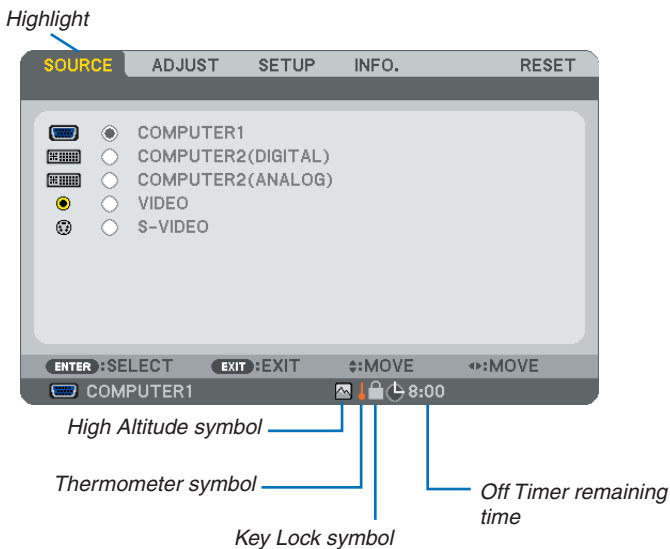 Highlight
SOURCE ADJUST SETUP INFO. RESET
COMPUTER1
COMPUTER2(DIGITAL)
COMPUTER2(ANALOG)
VIDEO
S-VIDEO
ENTER:SELECT EXIT:EXIT :MOVE :MOVE
COMPUTER1 8:00
High Altitude symbol
Thermometer symbol
Off Timer remaining
time
Key Lock symbol